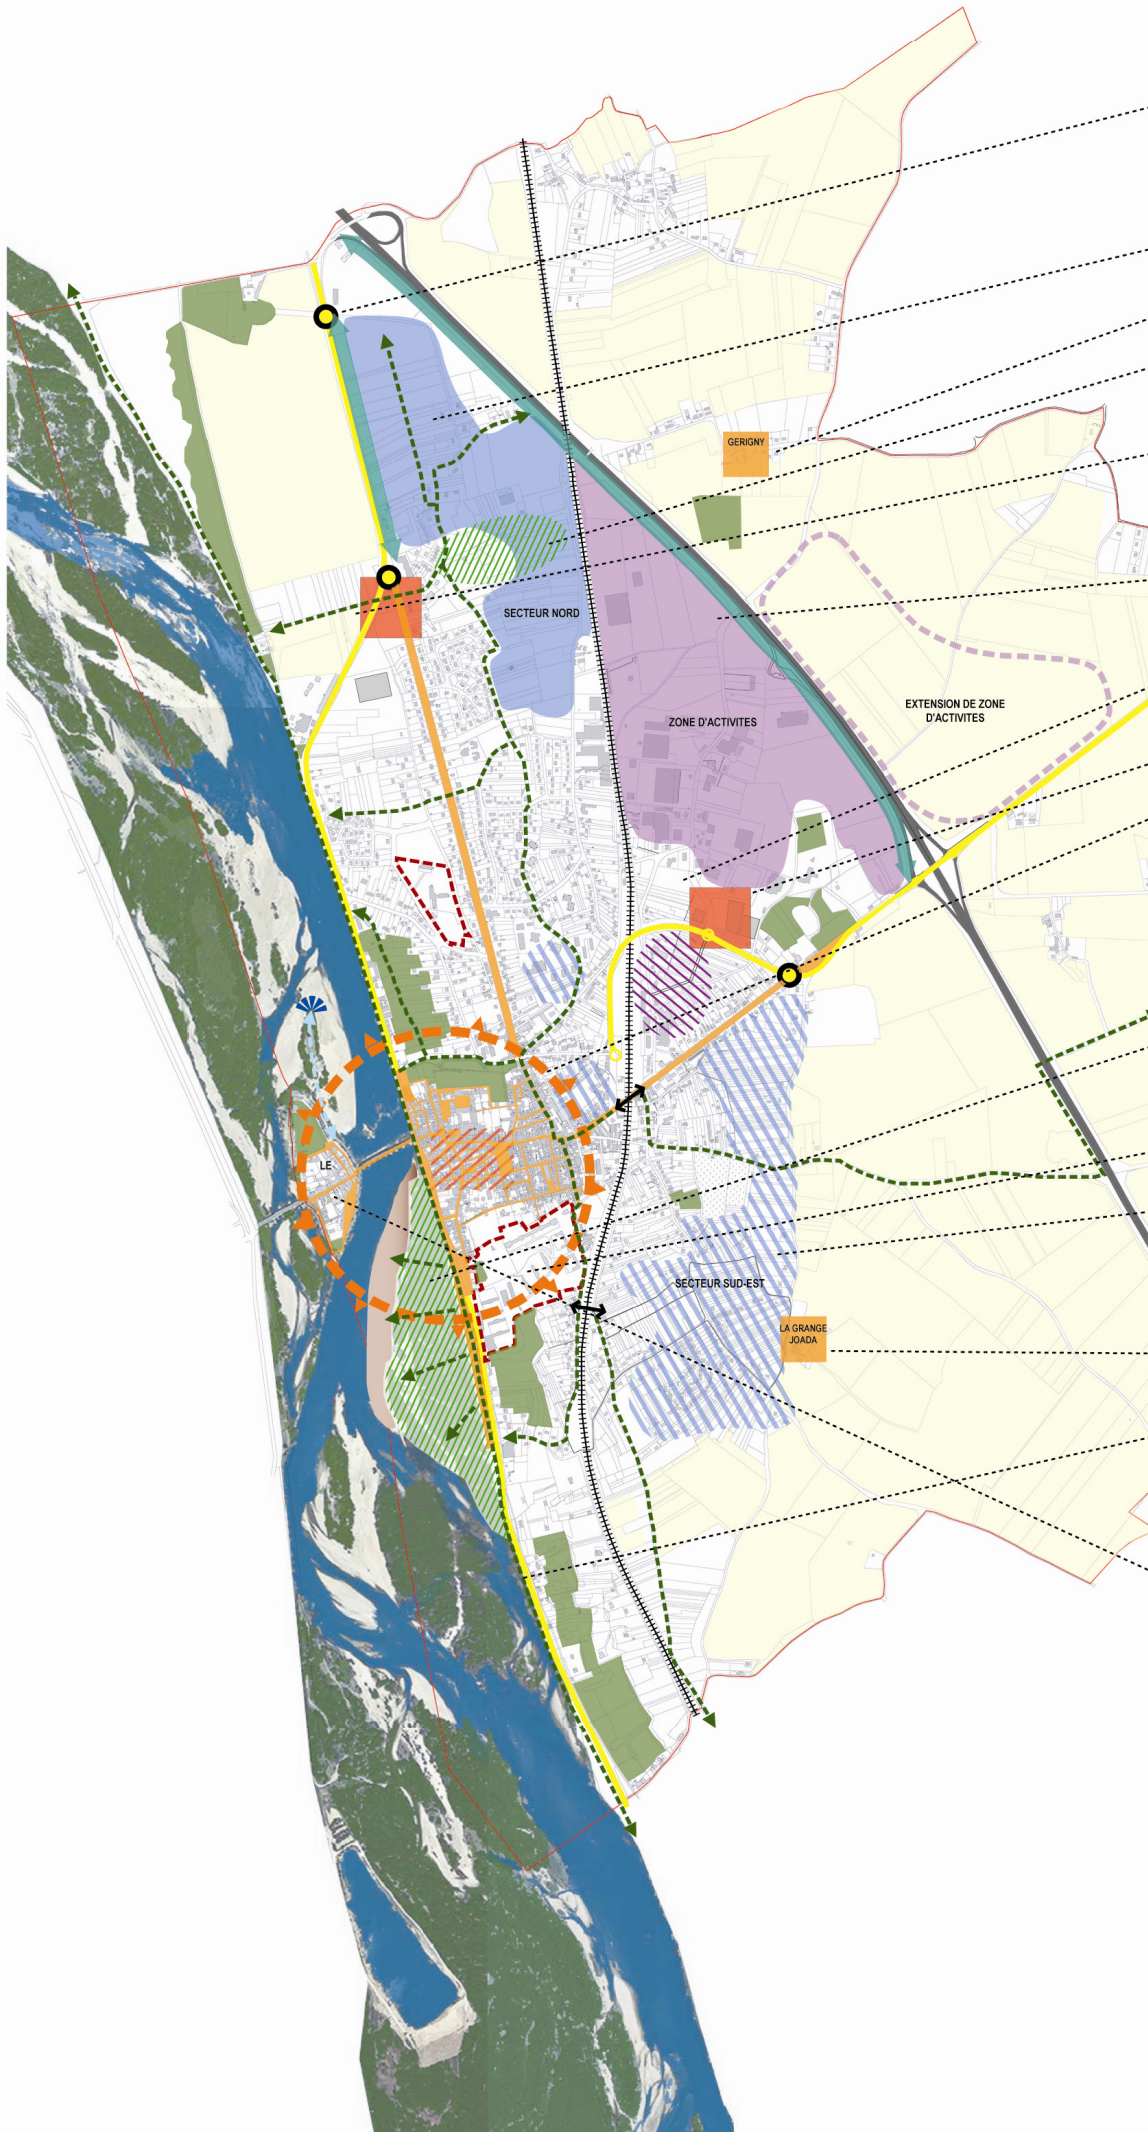 GERIGNY
SECTEUR NORD
EXTENSION DE ZONE
D'ACTIVITES
ZONE D'ACTIVITES
LE
SECTEUR SUD-EST
LA GRANGE
JOADA